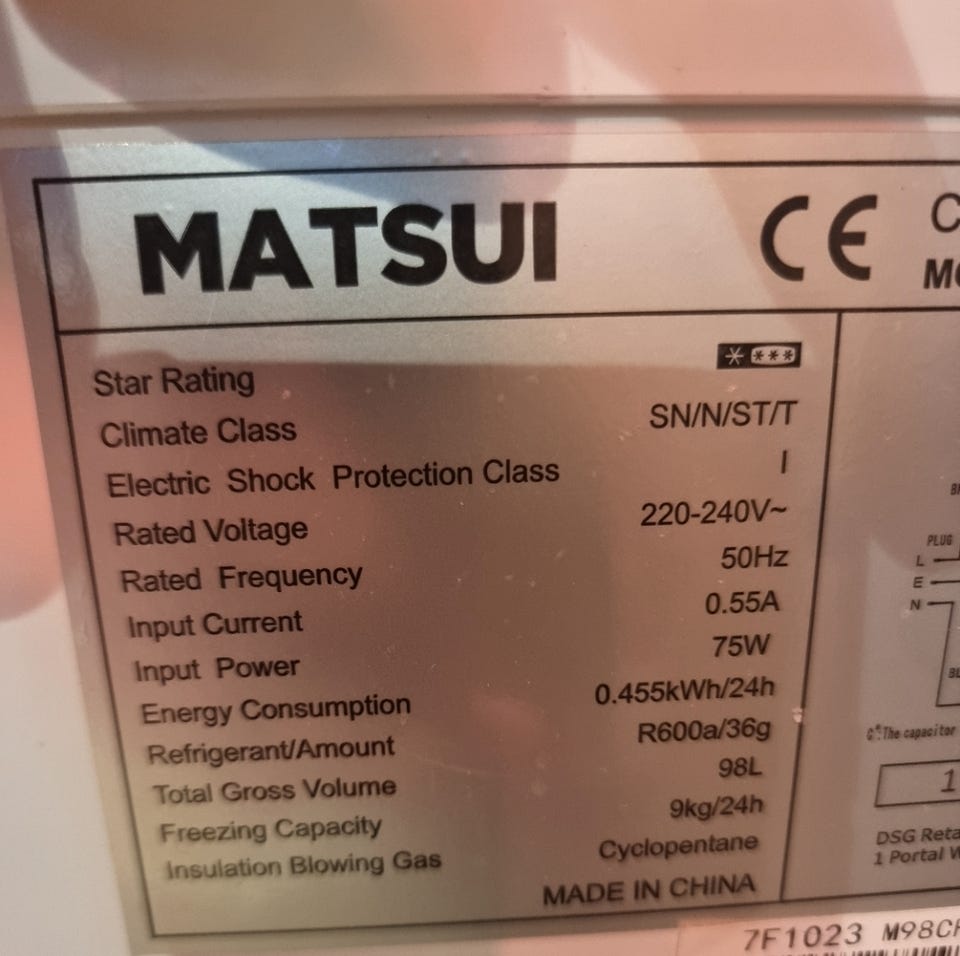 MATSUI CE
Star Rating * ***
Climate Class SN/N/ST/T
Electric Shock Protection Class I
Rated Voltage 220-240V~
Rated Frequency 50Hz
Input Current 0.55A
Input Power 75W
Energy Consumption 0.455kWh/24h
Refrigerant/Amount R600a/36g
Total Gross Volume 98L
Freezing Capacity 9kg/24h
Insulation Blowing Gas Cyclopentane
MADE IN CHINA
PLUG
L
E
N
The capacitor
1
DSG
1 Portal
7F1023